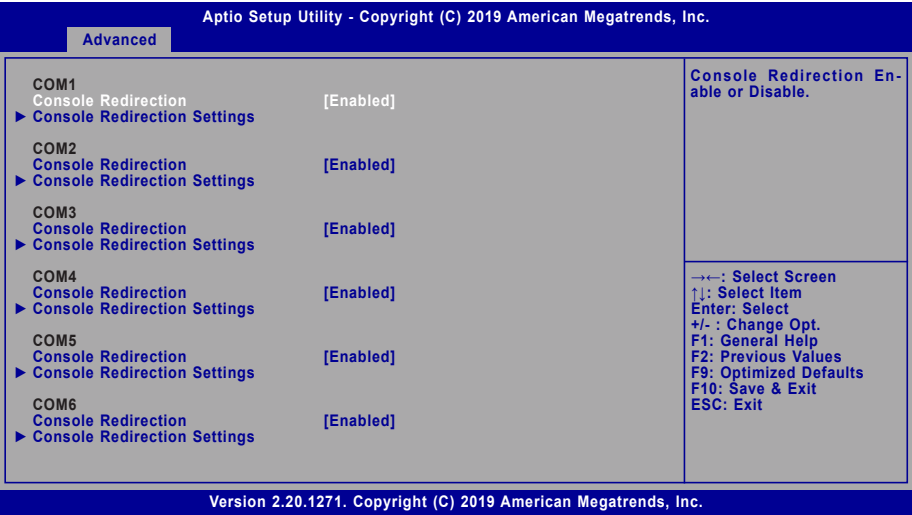 Aptio Setup Utility - Copyright (C) 2019 American Megatrends, Inc.
Advanced
COM1
Console Redirection [Enabled]
► Console Redirection Settings
COM2
Console Redirection [Enabled]
► Console Redirection Settings
COM3
Console Redirection [Enabled]
► Console Redirection Settings
COM4
Console Redirection [Enabled]
► Console Redirection Settings
COM5
Console Redirection [Enabled]
► Console Redirection Settings
COM6
Console Redirection [Enabled]
► Console Redirection Settings
Console Redirection En-
able or Disable.
→←: Select Screen
↑↓: Select Item
Enter: Select
+/- : Change Opt.
F1: General Help
F2: Previous Values
F9: Optimized Defaults
F10: Save & Exit
ESC: Exit
Version 2.20.1271. Copyright (C) 2019 American Megatrends, Inc.